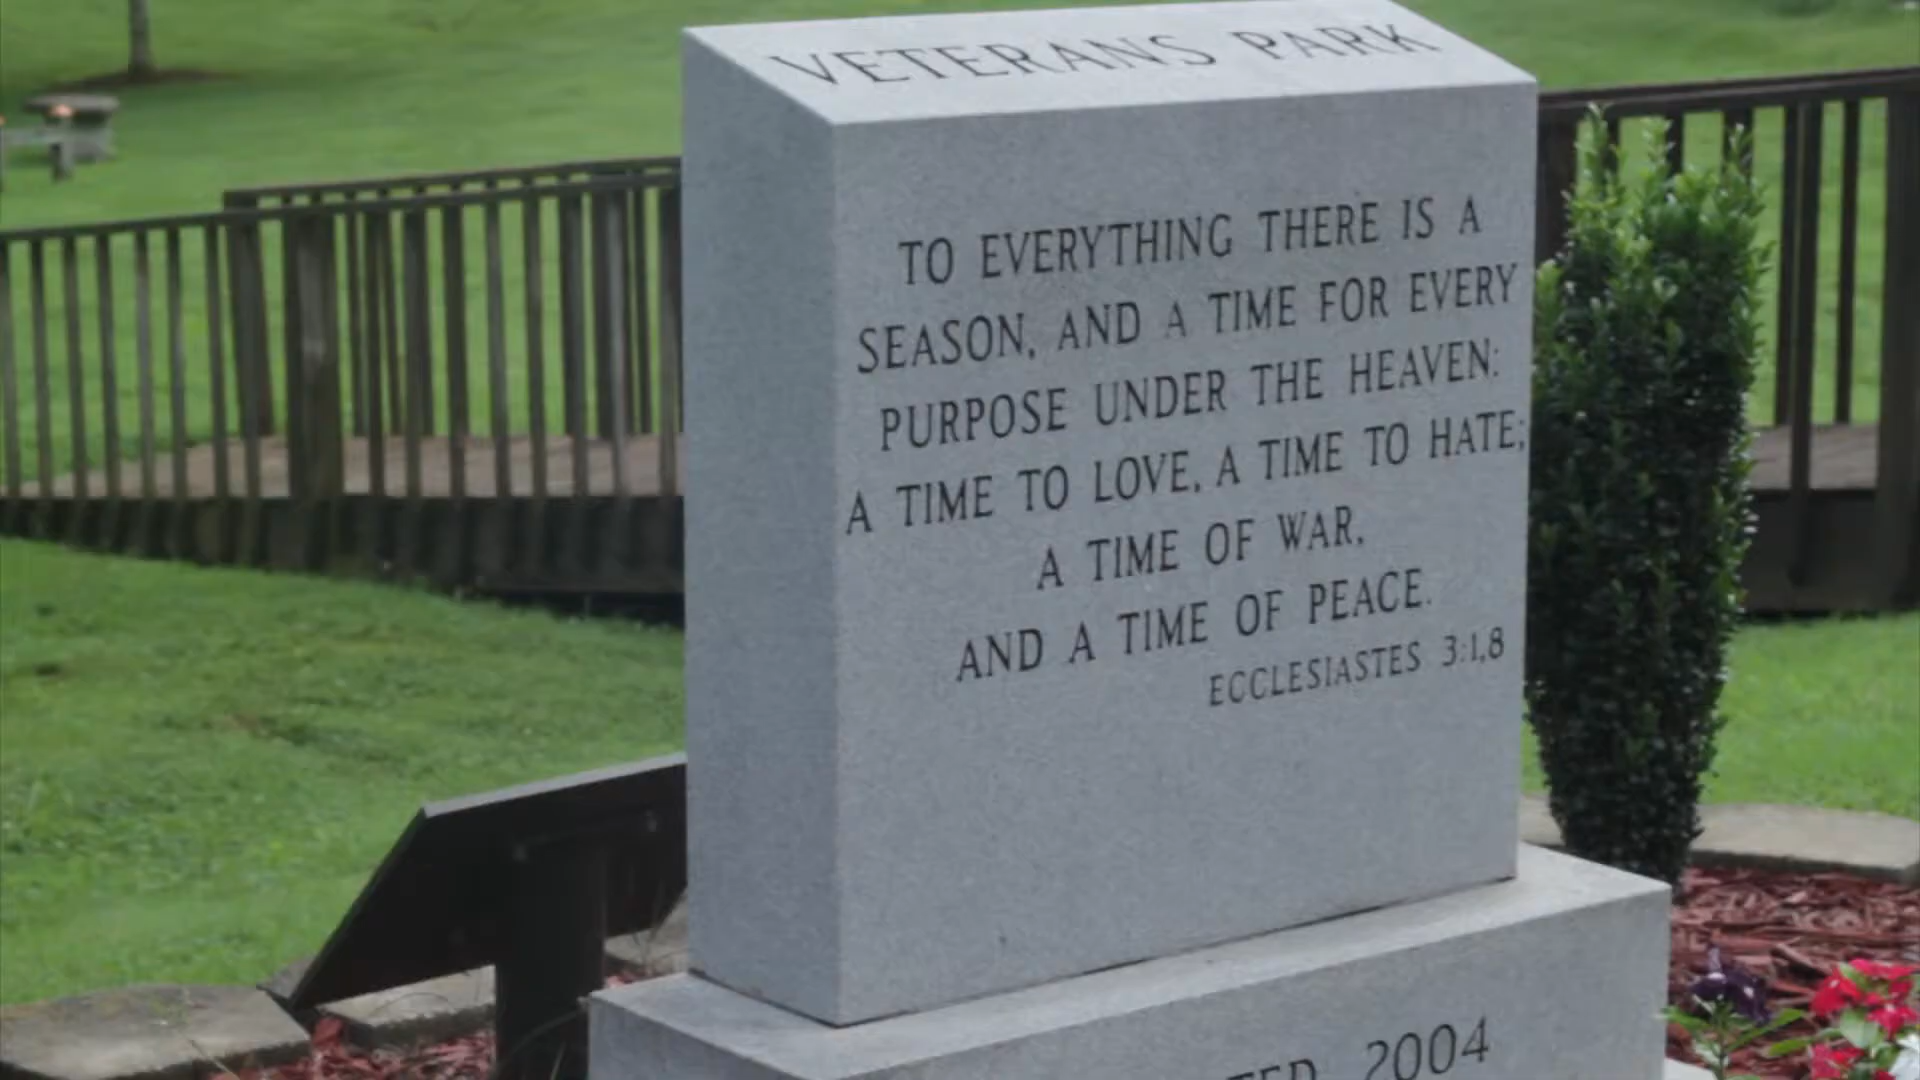 VETERANS PARK
TO EVERYTHING THERE IS A
SEASON, AND A TIME FOR EVERY
PURPOSE UNDER THE HEAVEN:
A TIME TO LOVE, A TIME TO HATE;
A TIME OF WAR,
AND A TIME OF PEACE.
ECCLESIASTES 3:1,8
2004